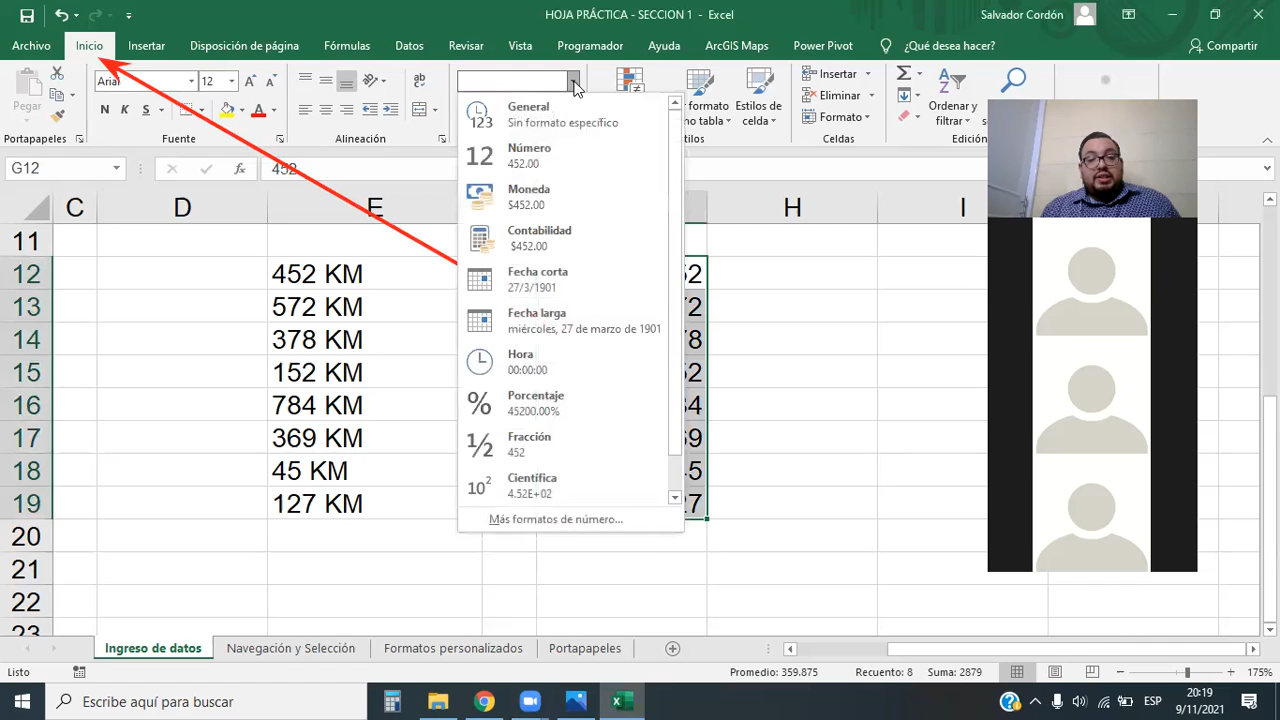 HOJA PRÁCTICA - SECCION 1 - Excel
Salvador Cordón
Archivo Inicio Insertar Disposición de página Fórmulas Datos Revisar Vista Programador Ayuda ArcGIS Maps Power Pivot ¿Qué desea hacer? Compartir
Pegar
Arial 12
N K S
Portapapeles Fuente Alineación
formato
tabla
Estilos de
celda
Insertar
Eliminar
Formato
Celdas
Ordenar y
filtrar
G12 452
C D E H I
General
Sin formato específico
Número
452.00
Moneda
$452.00
Contabilidad
$452.00
Fecha corta
27/3/1901
Fecha larga
miércoles, 27 de marzo de 1901
Hora
00:00:00
Porcentaje
45200.00%
Fracción
452
Científica
4.52E+02
Más formatos de número...
11
12 452 KM
13 572 KM
14 378 KM
15 152 KM
16 784 KM
17 369 KM
18 45 KM
19 127 KM
20
21
22
23
Ingreso de datos Navegación y Selección Formatos personalizados Portapapeles
Listo Promedio: 359.875 Recuento: 8 Suma: 2879 175%
Escribe aquí para buscar
ESP
20:19
9/11/2021